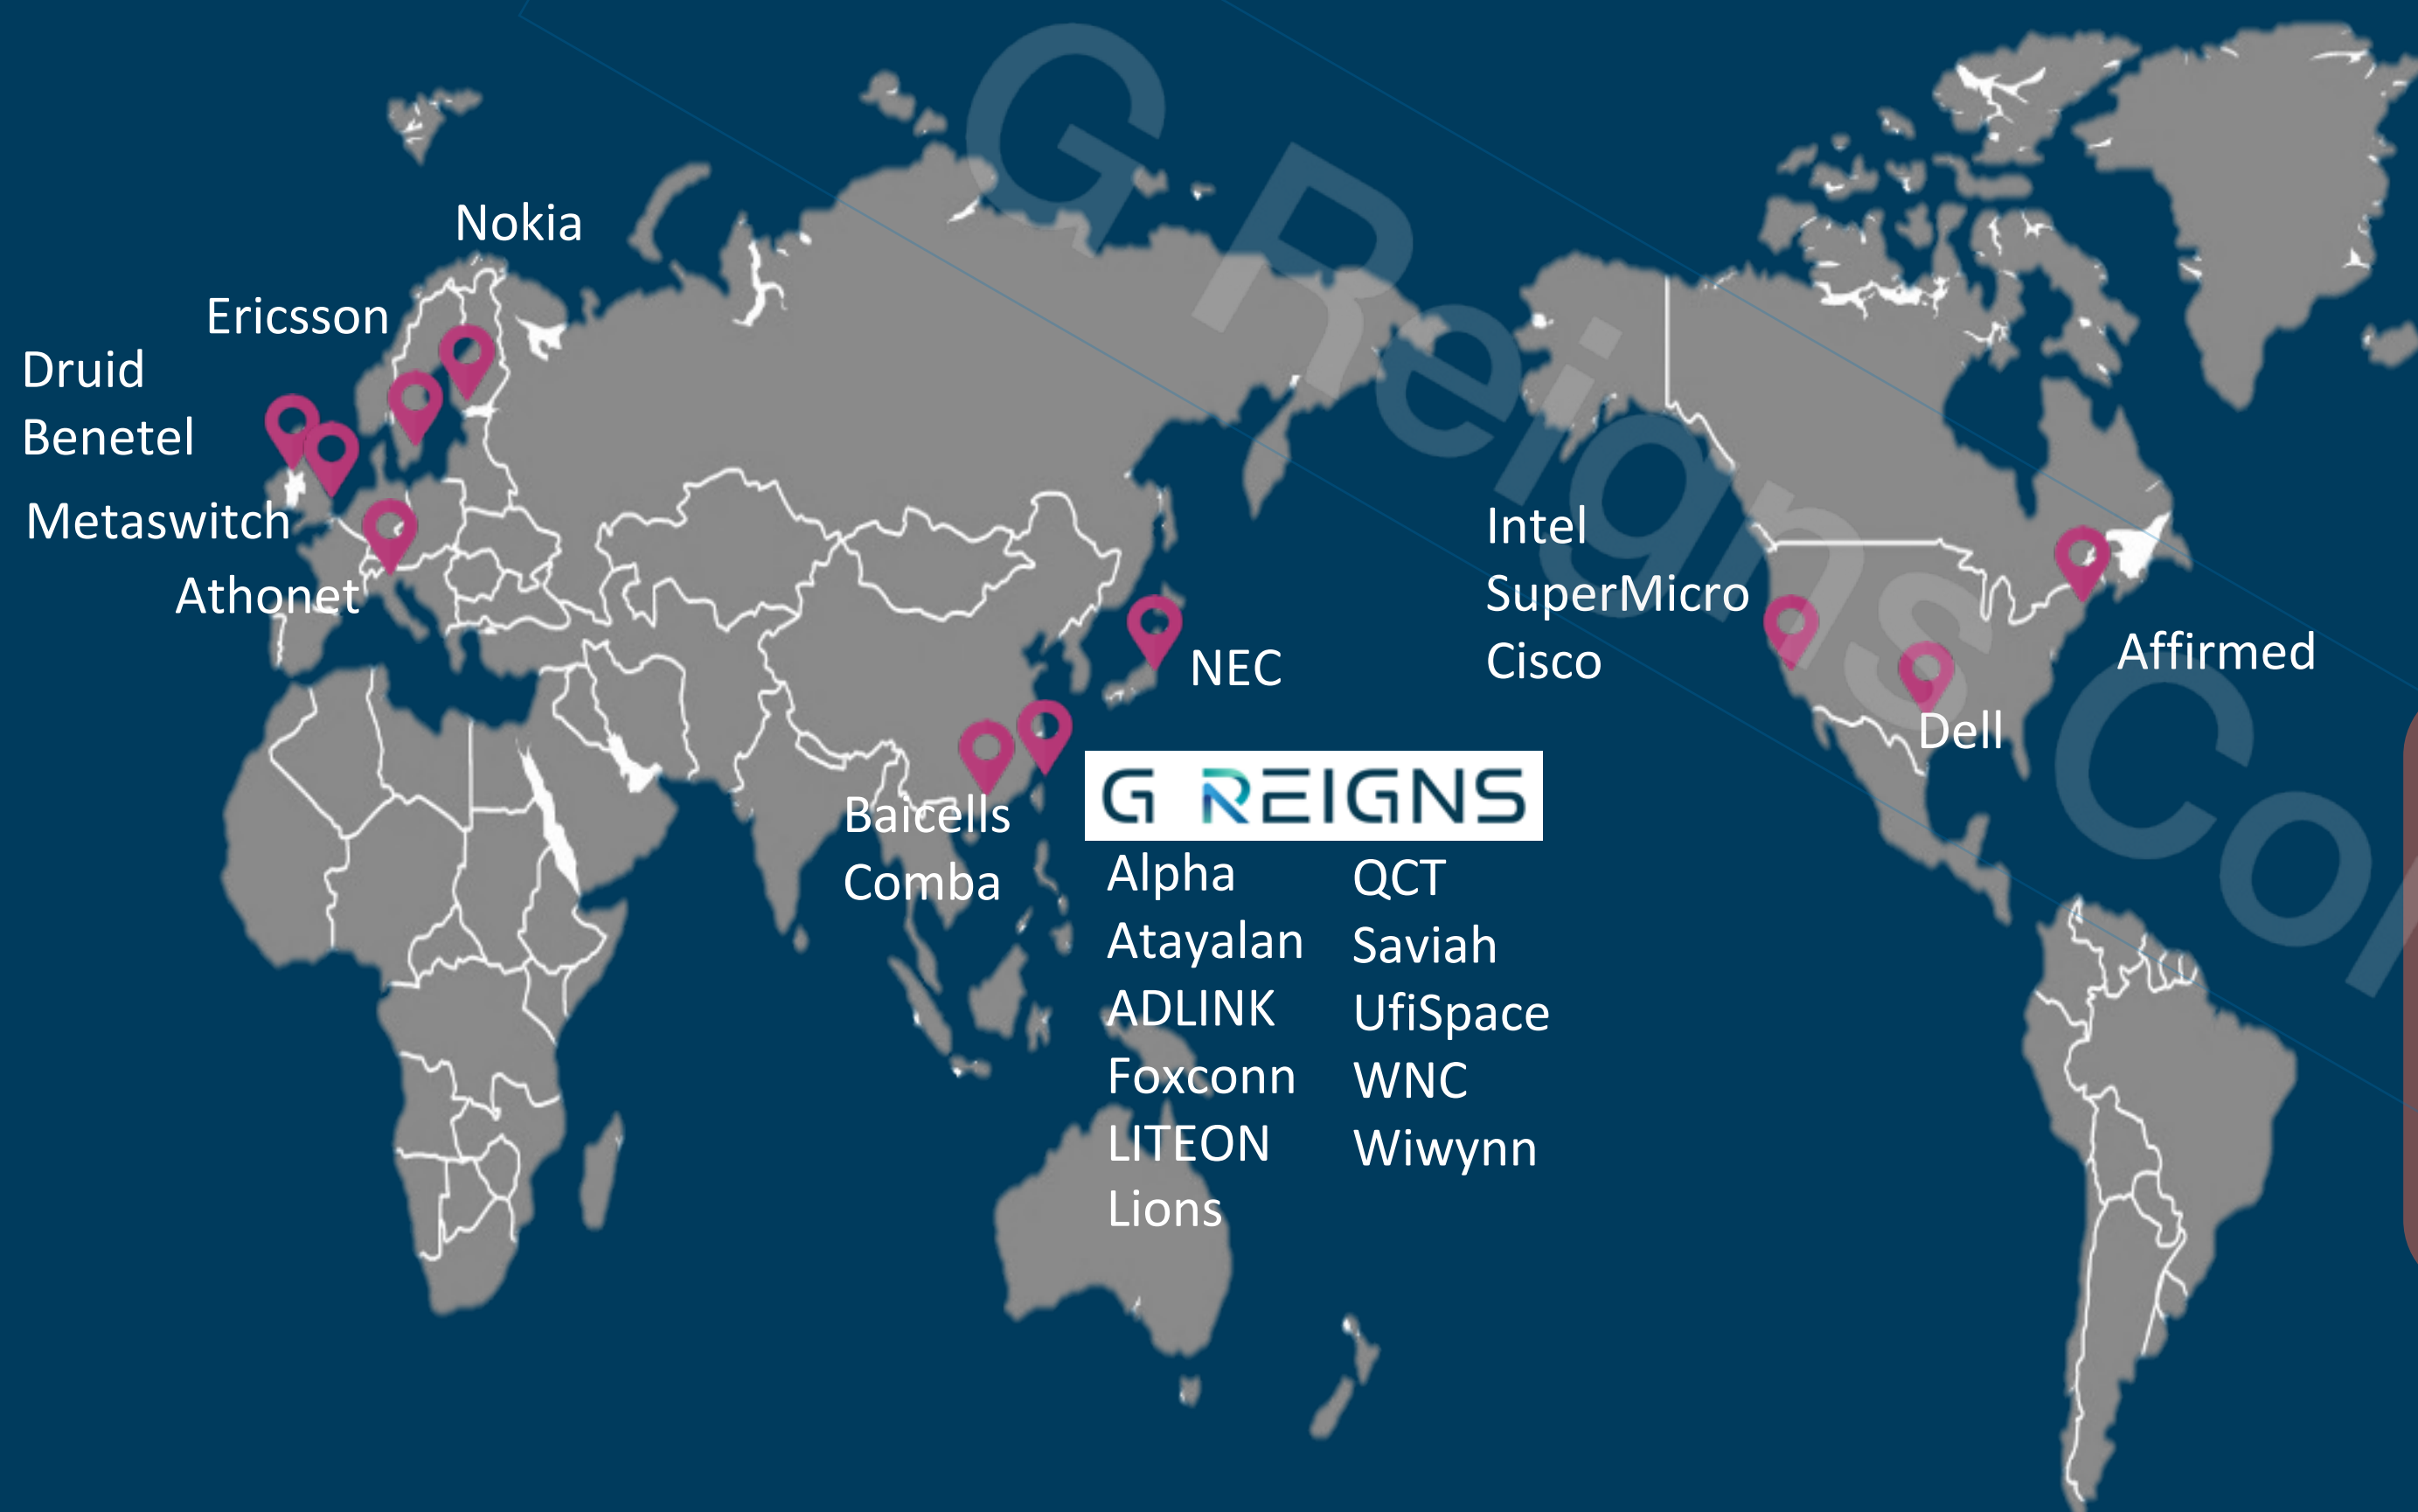 G Reigns Co
Nokia
Ericsson
Druid
Benetel
Metaswitch
Athonet
NEC
Baicells
Comba
G REIGNS
Alpha
Atayalan
ADLINK
Foxconn
LITEON
Lions
QCT
Saviah
UfiSpace
WNC
Wiwynn
Intel
SuperMicro
Cisco
Dell
Affirmed